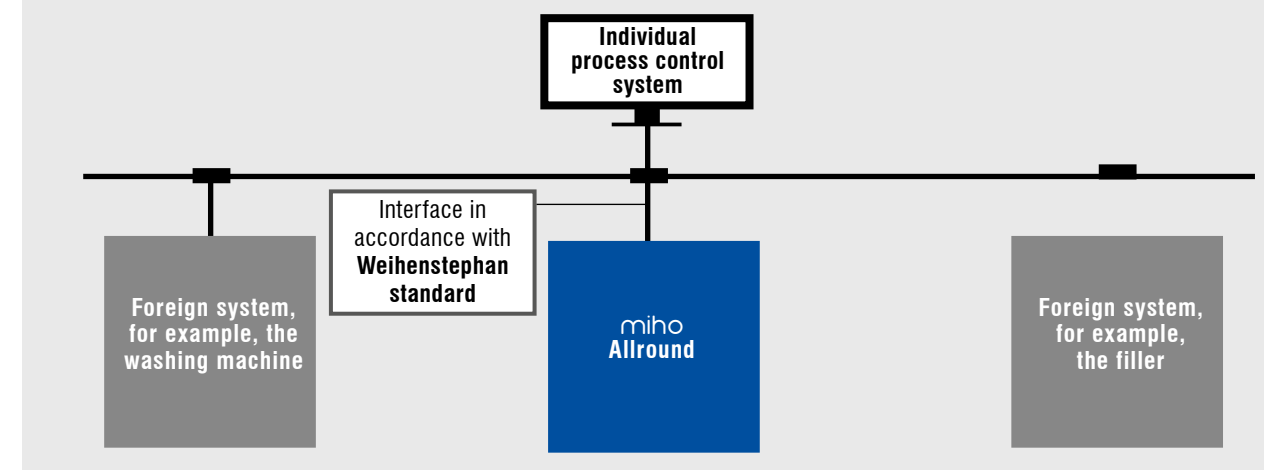 Individual
process control
system
Interface in
accordance with
Weihenstephan
standard
Foreign system,
for example, the
washing machine
miho
Allround
Foreign system,
for example,
the filler